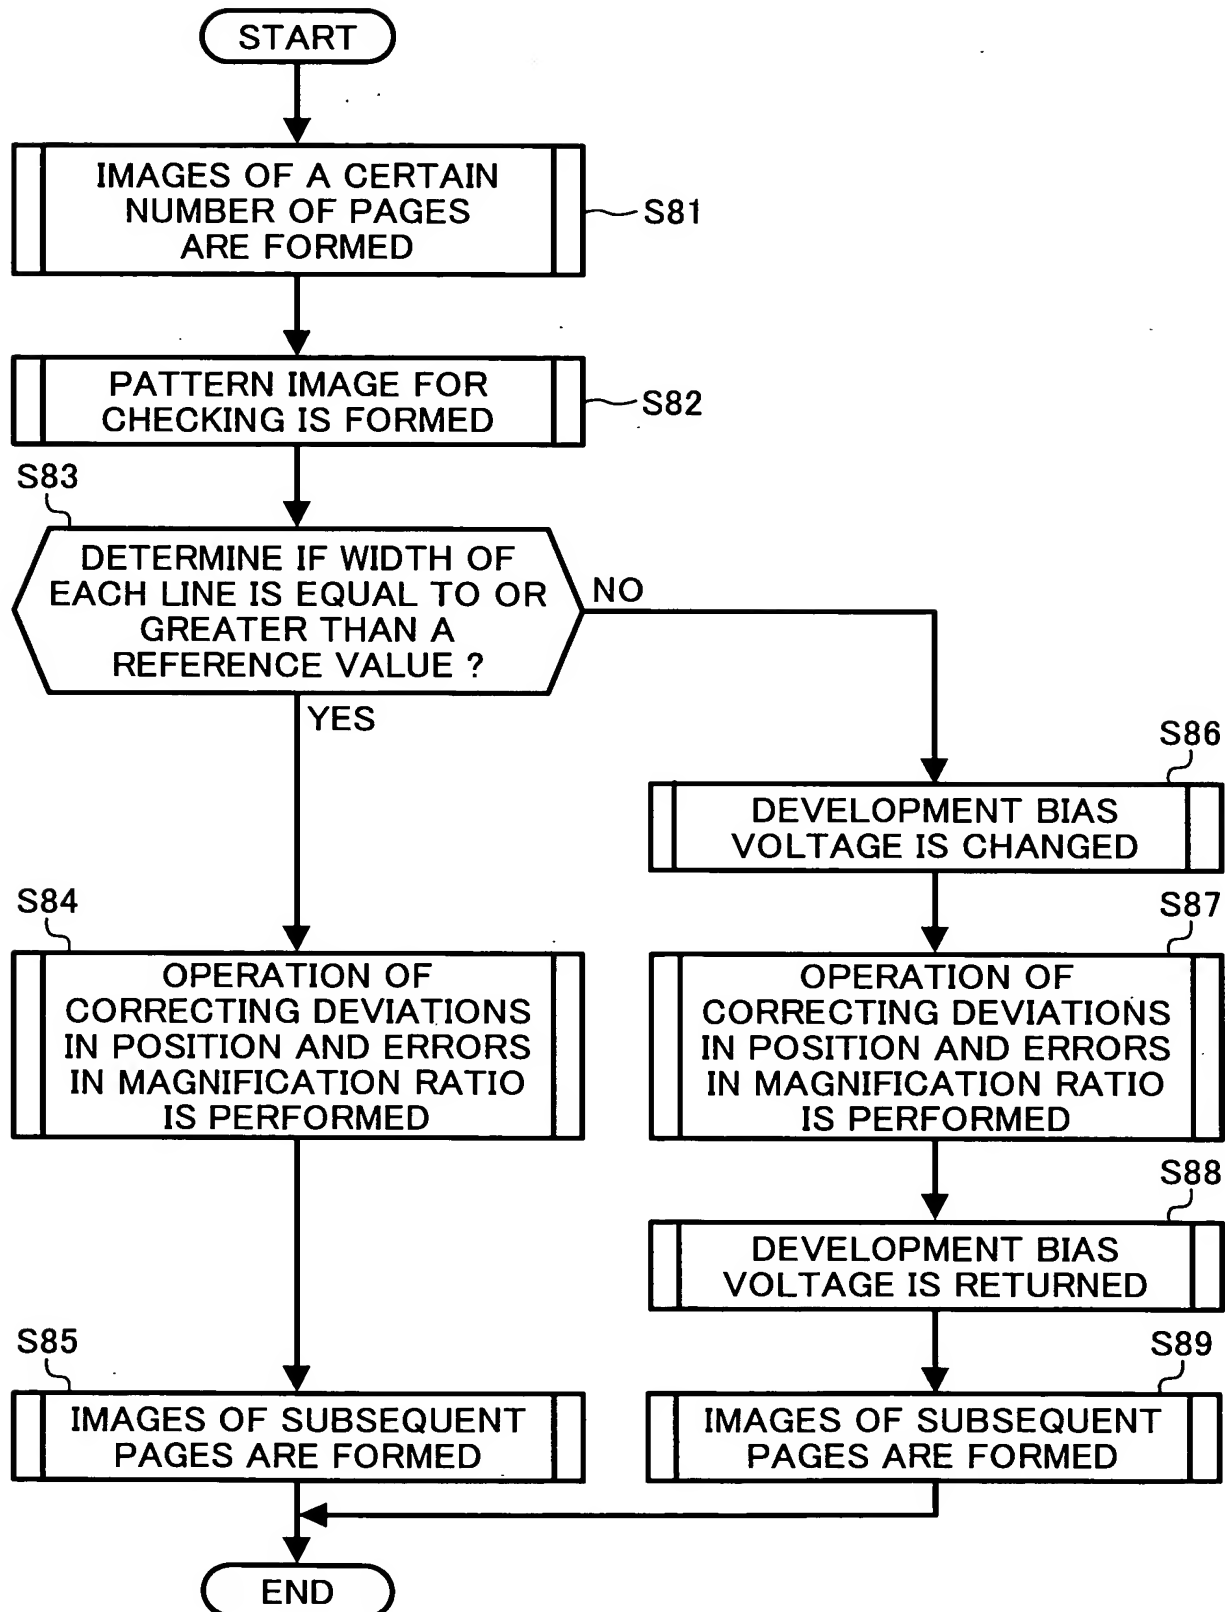 START
IMAGES OF A CERTAIN
NUMBER OF PAGES
ARE FORMED
S81
PATTERN IMAGE FOR
CHECKING IS FORMED
S82
S83
DETERMINE IF WIDTH OF
EACH LINE IS EQUAL TO OR
GREATER THAN A
REFERENCE VALUE ?
NO
YES
S86
DEVELOPMENT BIAS
VOLTAGE IS CHANGED
S84
OPERATION OF
CORRECTING DEVIATIONS
IN POSITION AND ERRORS
IN MAGNIFICATION RATIO
IS PERFORMED
S87
OPERATION OF
CORRECTING DEVIATIONS
IN POSITION AND ERRORS
IN MAGNIFICATION RATIO
IS PERFORMED
S88
DEVELOPMENT BIAS
VOLTAGE IS RETURNED
S85
IMAGES OF SUBSEQUENT
PAGES ARE FORMED
S89
IMAGES OF SUBSEQUENT
PAGES ARE FORMED
END